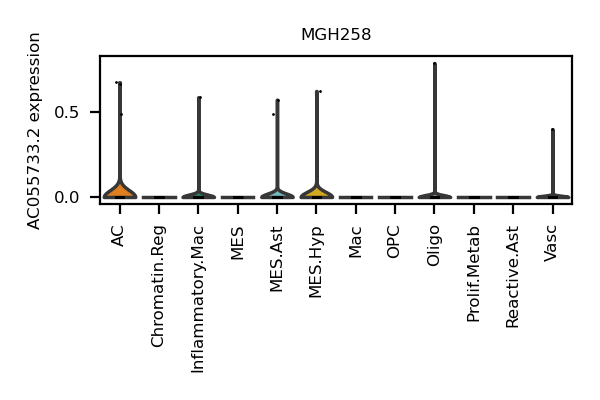 MGH258
AC055733.2 expression
0.5
0.0
AC
Chromatin.Reg
Inflammatory.Mac
MES
MES.Ast
MES.Hyp
Mac
OPC
Oligo
Prolif.Metab
Reactive.Ast
Vasc